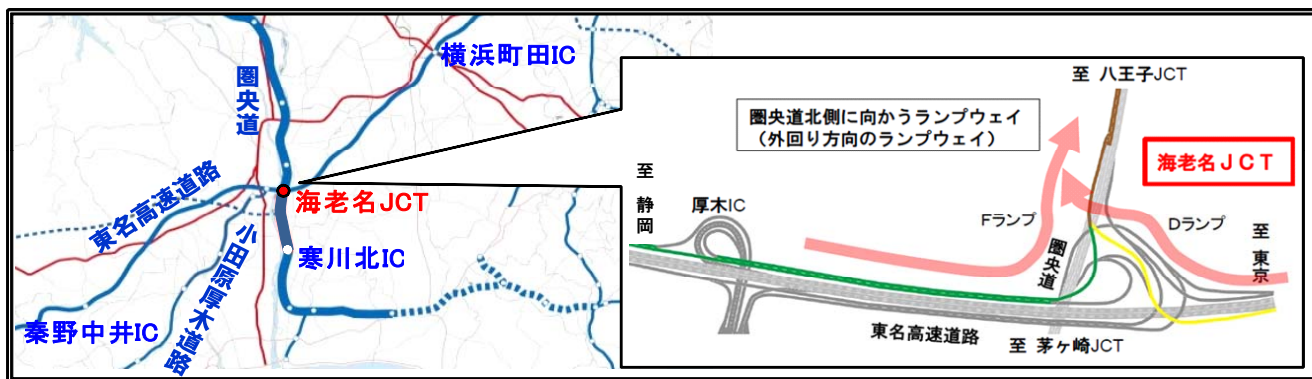 横浜町田IC
圏央道
東名高速道路
海老名JCT
小田原厚木道路
寒川北IC
秦野中井IC
至 八王子JCT
圏央道北側に向かうランプウェイ
（外回り方向のランプウェイ）
海老名ＪＣＴ
至 静岡
厚木IC
Fランプ
Dランプ
圏央道
至 東京
東名高速道路
至 茅ヶ崎JCT